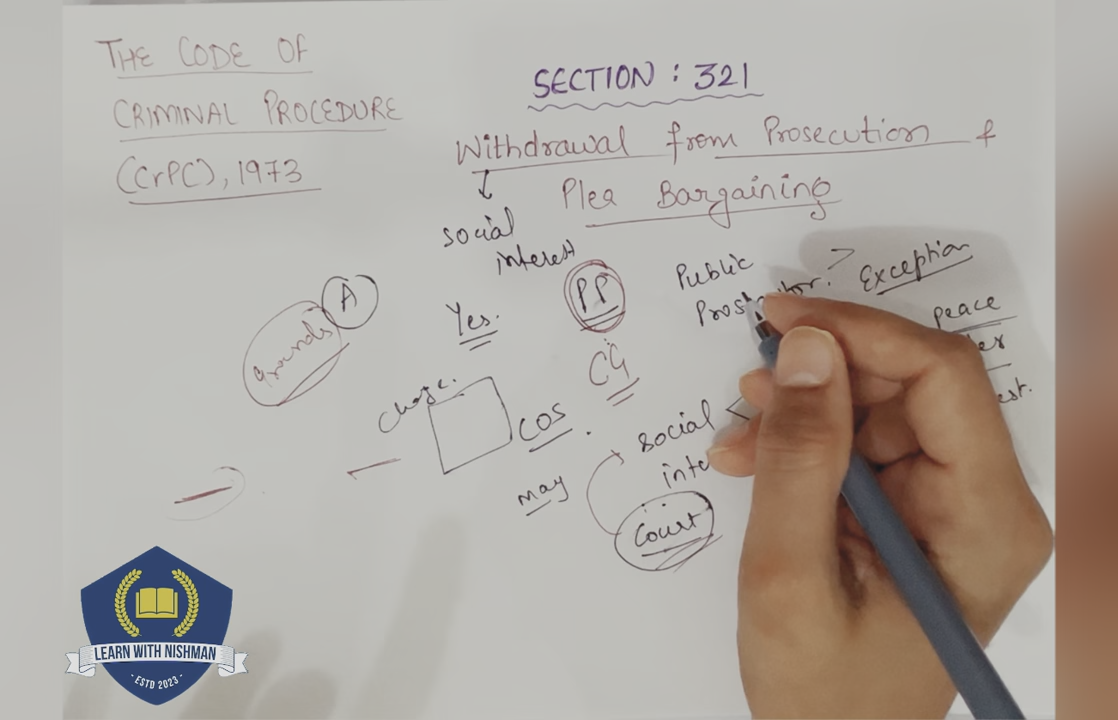 THE CODE OF
CRIMINAL PROCEDURE
(CrPC), 1973
SECTION : 321
Withdrawal from Prosecution &
Plea Bargaining
social
interest
Yes.
PP
CG
Public
Exception
peace
A
grounds
COS
may
social
Court
LEARN WITH NISHMAN
- ESTD 2023 -